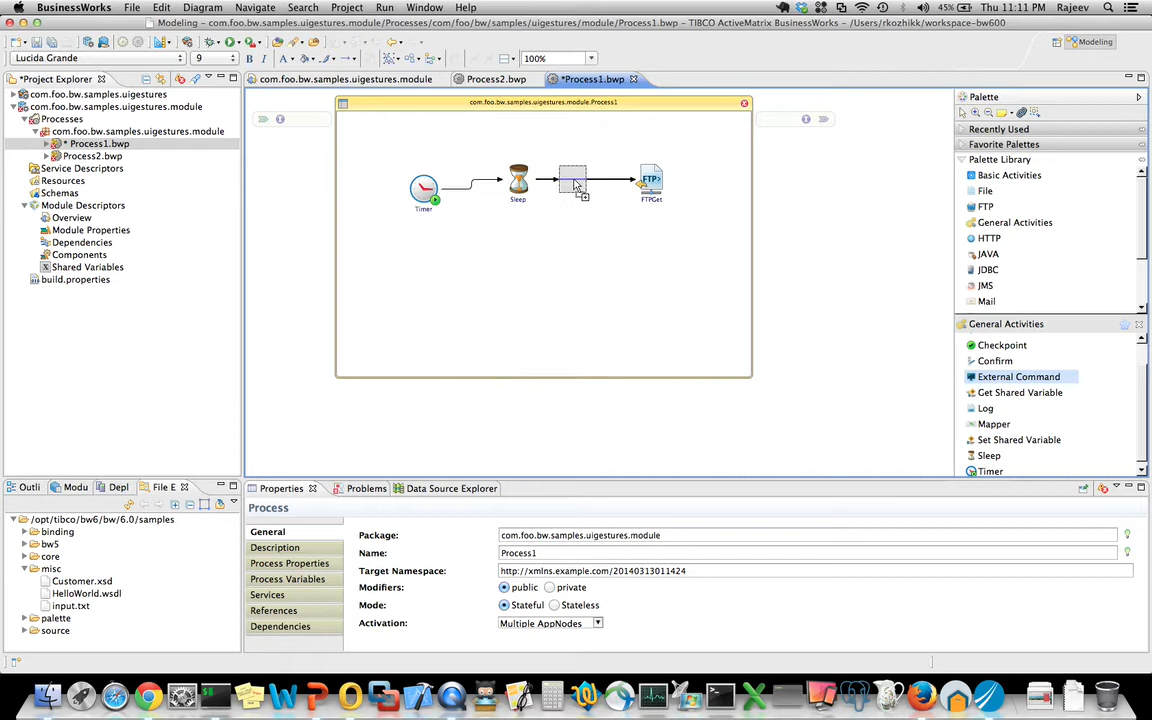 BusinessWorks File Edit Diagram Navigate Search Project Run Window Help 45% Thu 11:11 PM Rajeev
Modeling - com.foo.bw.samples.uigestures.module/Processes/com/foo/bw/samples/uigestures/module/Process1.bwp - TIBCO ActiveMatrix BusinessWorks - /Users/rkozhikk/workspace-bw600
Modeling
Lucida Grande 9 B I A 100%
*Project Explorer
com.foo.bw.samples.uigestures.module Process2.bwp *Process1.bwp
com.foo.bw.samples.uigestures
com.foo.bw.samples.uigestures.module
Processes
com.foo.bw.samples.uigestures.module
* Process1.bwp
Process2.bwp
Service Descriptors
Resources
Schemas
Module Descriptors
Overview
Module Properties
Dependencies
Components
Shared Variables
build.properties
com.foo.bw.samples.uigestures.module.Process1
Timer
Sleep
FTP
FTPGet
Palette
Recently Used
Favorite Palettes
Palette Library
Basic Activities
File
FTP
General Activities
HTTP
JAVA
JDBC
JMS
Mail
General Activities
Checkpoint
Confirm
External Command
Get Shared Variable
Log
Mapper
Set Shared Variable
Sleep
Timer
Outli Modu Depl File E
/opt/tibco/bw6/bw/6.0/samples
binding
bw5
core
misc
Customer.xsd
HelloWorld.wsdl
input.txt
palette
source
Properties Problems Data Source Explorer
Process
General
Description
Process Properties
Process Variables
Services
References
Dependencies
Package: com.foo.bw.samples.uigestures.module
Name: Process1
Target Namespace: http://xmlns.example.com/20140313011424
Modifiers: public private
Mode: Stateful Stateless
Activation: Multiple AppNodes